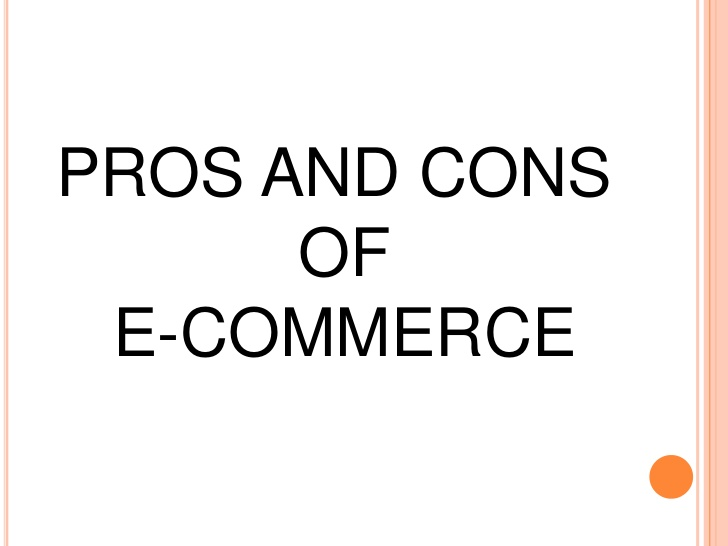 PROS AND CONS
OF
E-COMMERCE